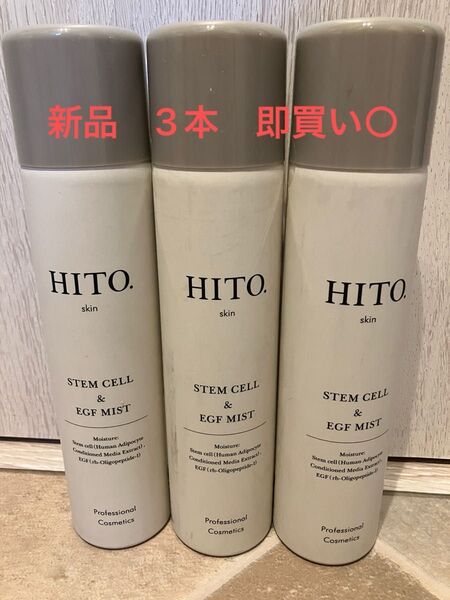 新品 3本 即買い〇
HITO.
skin
STEM CELL
&
EGF MIST
Moisture:
Stem cell (Human Adipocyte
Conditioned Media Extract),
EGF (rh-Oligopeptide-1)
Professional
Cosmetics
HITO.
skin
STEM CELL
&
EGF MIST
Moisture:
Stem cell (Human Adipocyte
Conditioned Media Extract),
EGF (rh-Oligopeptide-1)
Professional
Cosmetics
HITO.
skin
STEM CELL
&
EGF MIST
Moisture:
Stem cell (Human Adipocyte
Conditioned Media Extract),
EGF (rh-Oligopeptide-1)
Professional
Cosmetics